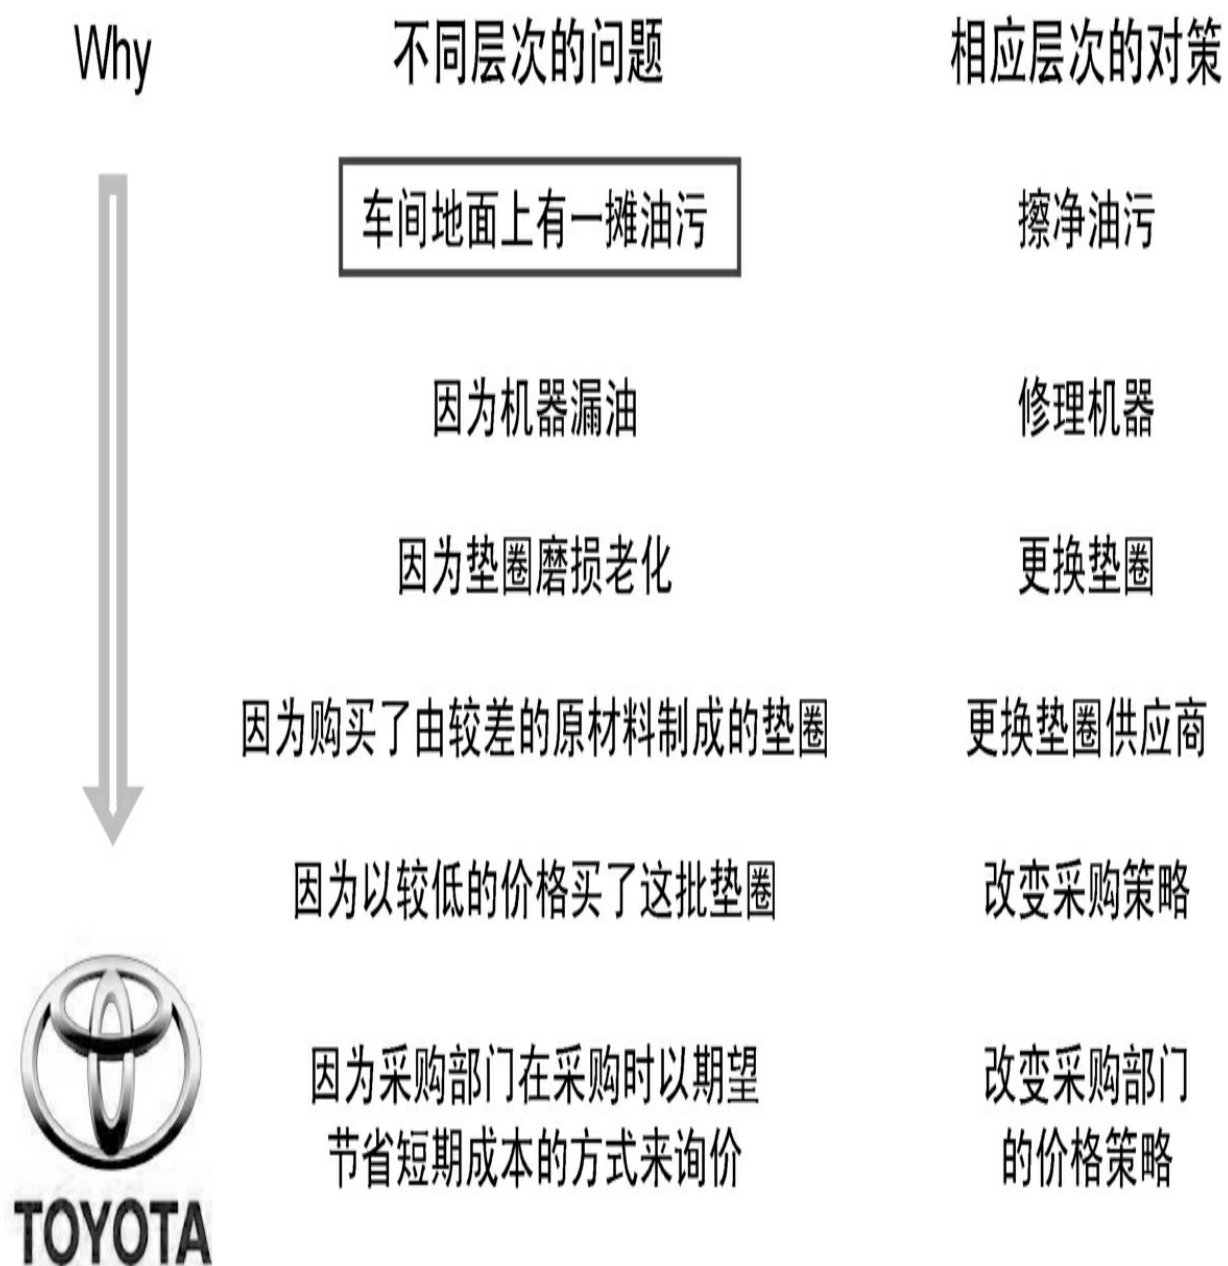 Why 不同层次的问题 相应层次的对策
车间地面上有一摊油污 擦净油污
因为机器漏油 修理机器
因为垫圈磨损老化 更换垫圈
因为购买了由较差的原材料制成的垫圈 更换垫圈供应商
因为以较低的价格买了这批垫圈 改变采购策略
因为采购部门在采购时以期望 改变采购部门
节省短期成本的方式来询价 的价格策略
TOYOTA